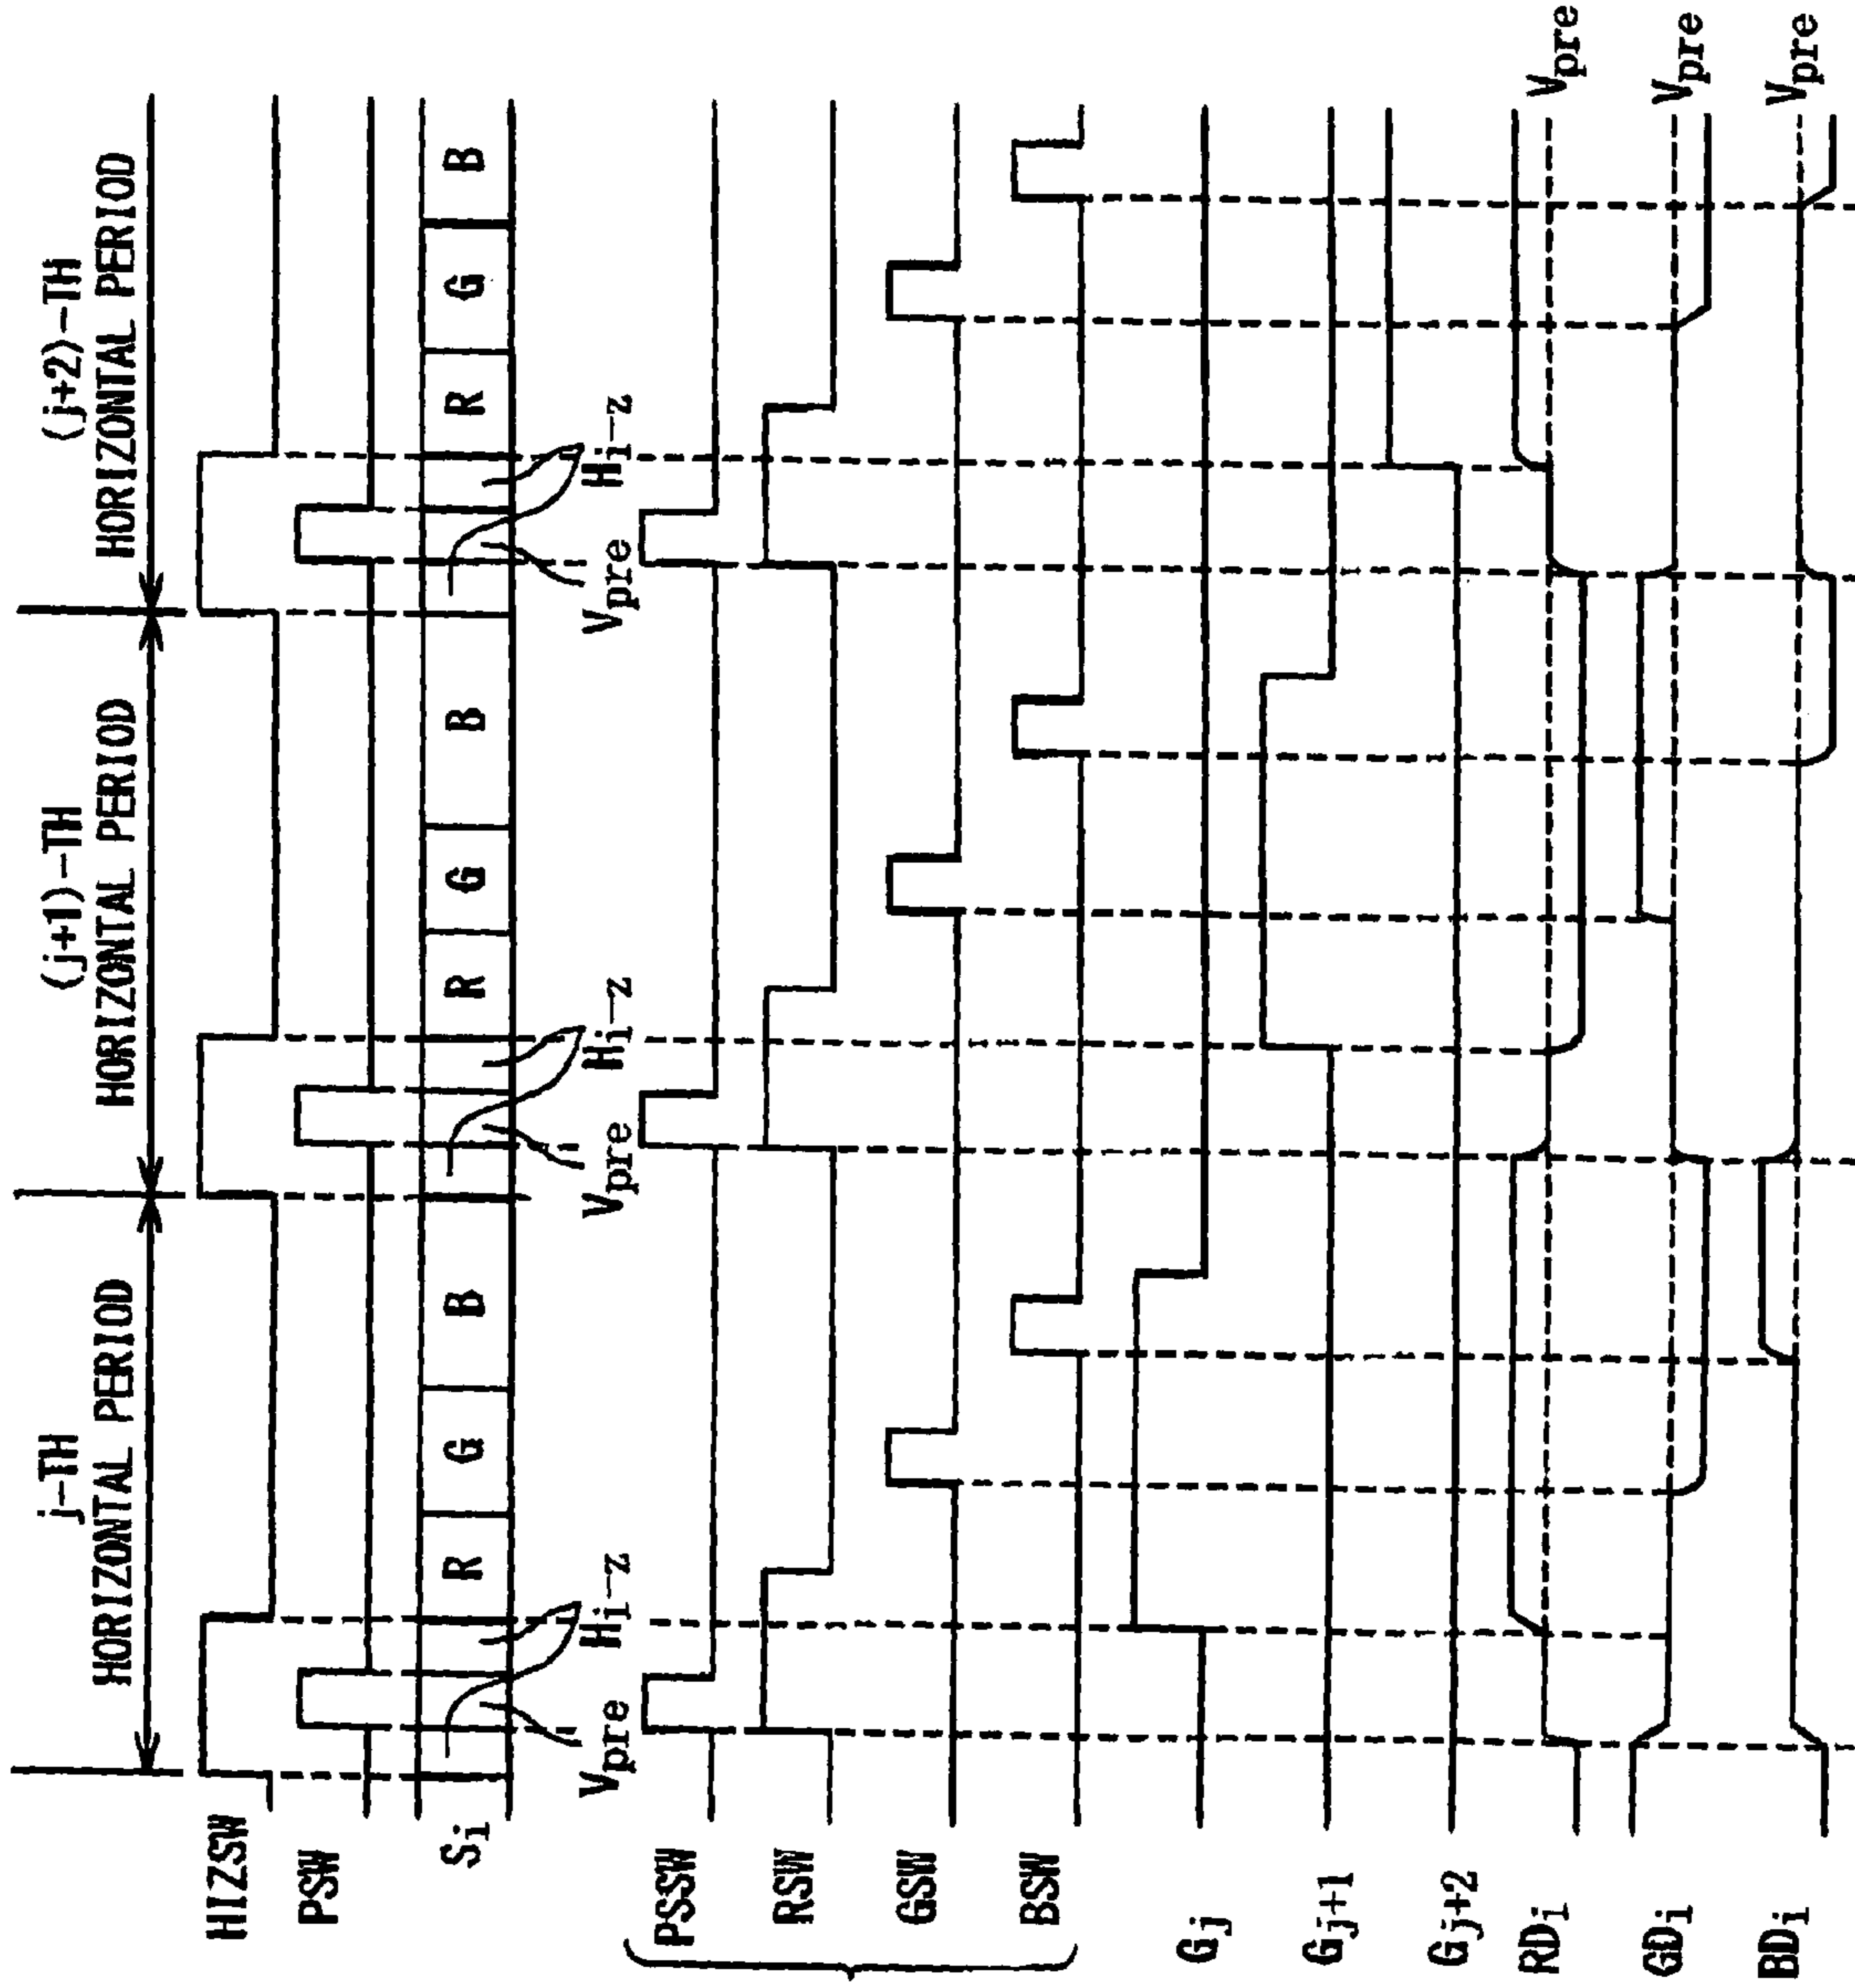 j-TH
HORIZONTAL PERIOD
(j+1)-TH
HORIZONTAL PERIOD
(j+2)-TH
HORIZONTAL PERIOD
HIZSW
PSW
Si
R G B R G B R G B
Vpre Hi-z Vpre Hi-z Vpre Hi-z
PSSW
RSW
GSW
BSW
Gj
Gj+1
Gj+2
RDi Vpre
GDi Vpre
BDi Vpre